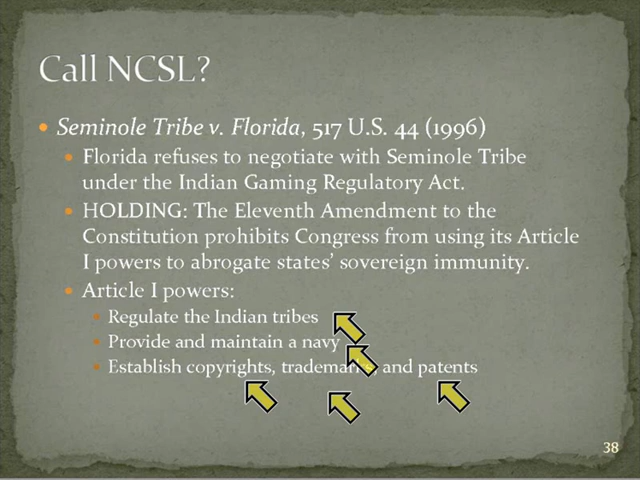 Call NCSL?
• Seminole Tribe v. Florida, 517 U.S. 44 (1996)
• Florida refuses to negotiate with Seminole Tribe
under the Indian Gaming Regulatory Act.
• HOLDING: The Eleventh Amendment to the
Constitution prohibits Congress from using its Article
I powers to abrogate states' sovereign immunity.
• Article I powers:
• Regulate the Indian tribes
• Provide and maintain a navy
• Establish copyrights, trademarks, and patents
38